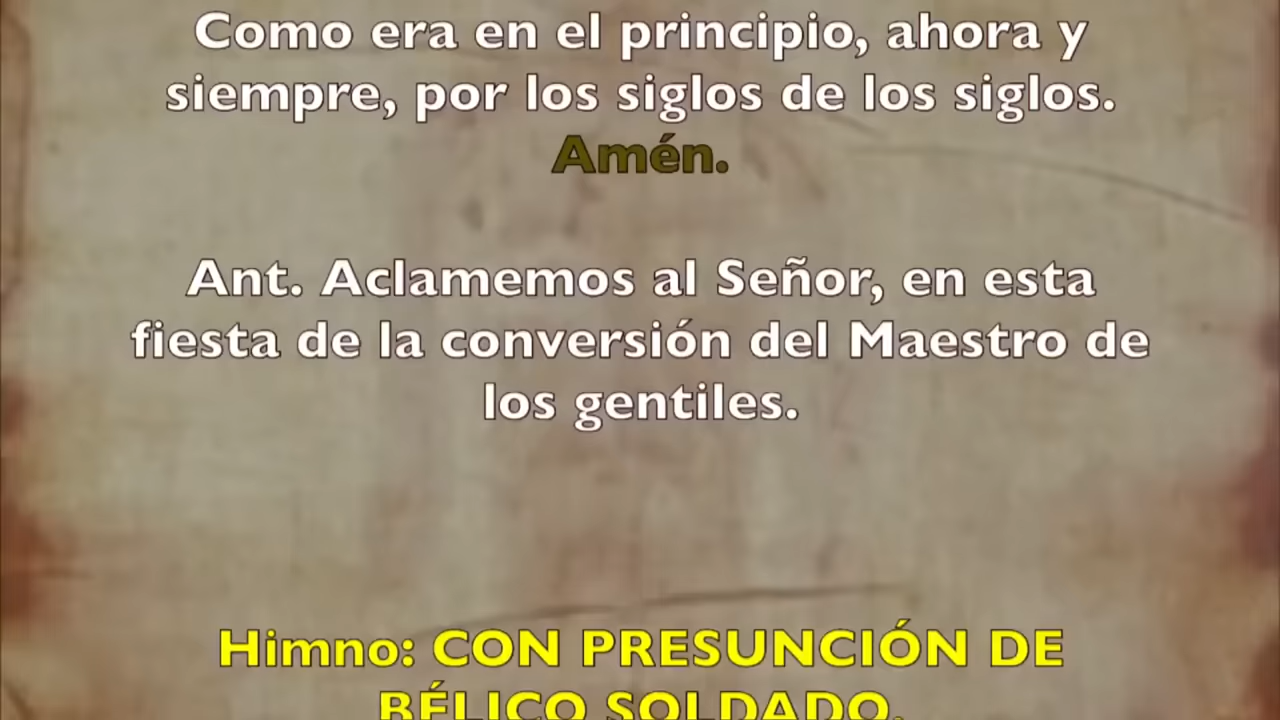 Como era en el principio, ahora y
siempre, por los siglos de los siglos.
Amén.
Ant. Aclamemos al Señor, en esta
fiesta de la conversión del Maestro de
los gentiles.
Himno: CON PRESUNCIÓN DE
BÉLICO SOLDADO.